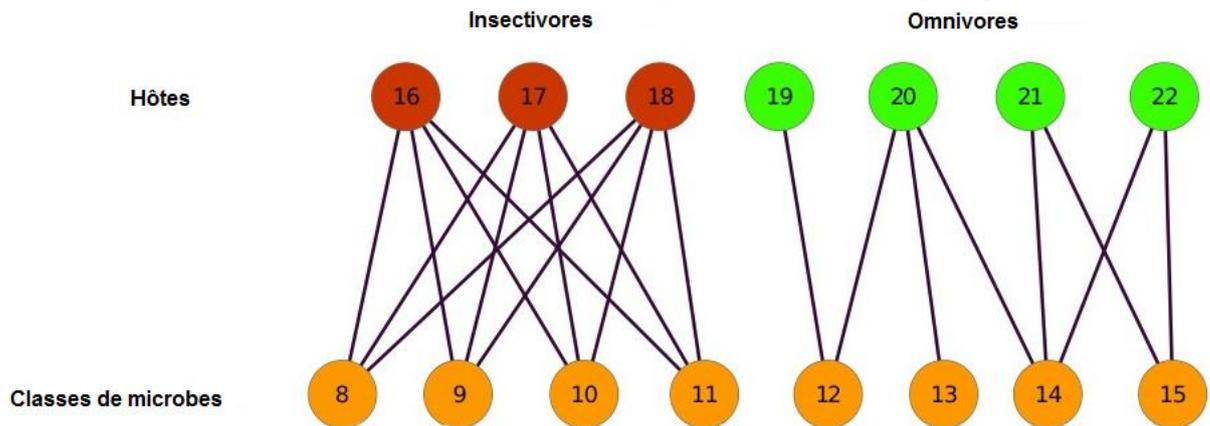 Insectivores Omnivores
Hôtes 16 17 18 19 20 21 22
Classes de microbes 8 9 10 11 12 13 14 15